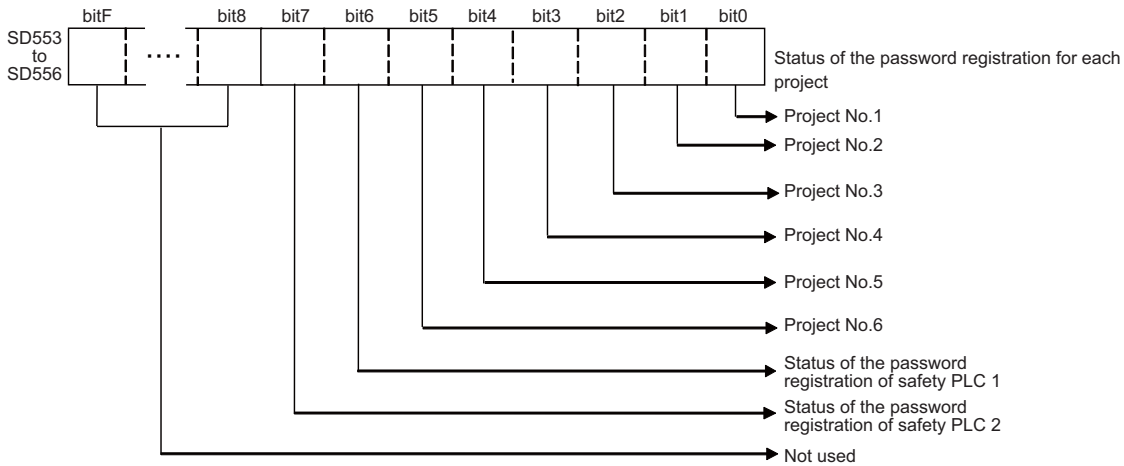 bitF bit8 bit7 bit6 bit5 bit4 bit3 bit2 bit1 bit0
SD553
to
SD556
....
Status of the password registration for each
project
Project No.1
Project No.2
Project No.3
Project No.4
Project No.5
Project No.6
Status of the password
registration of safety PLC 1
Status of the password
registration of safety PLC 2
Not used